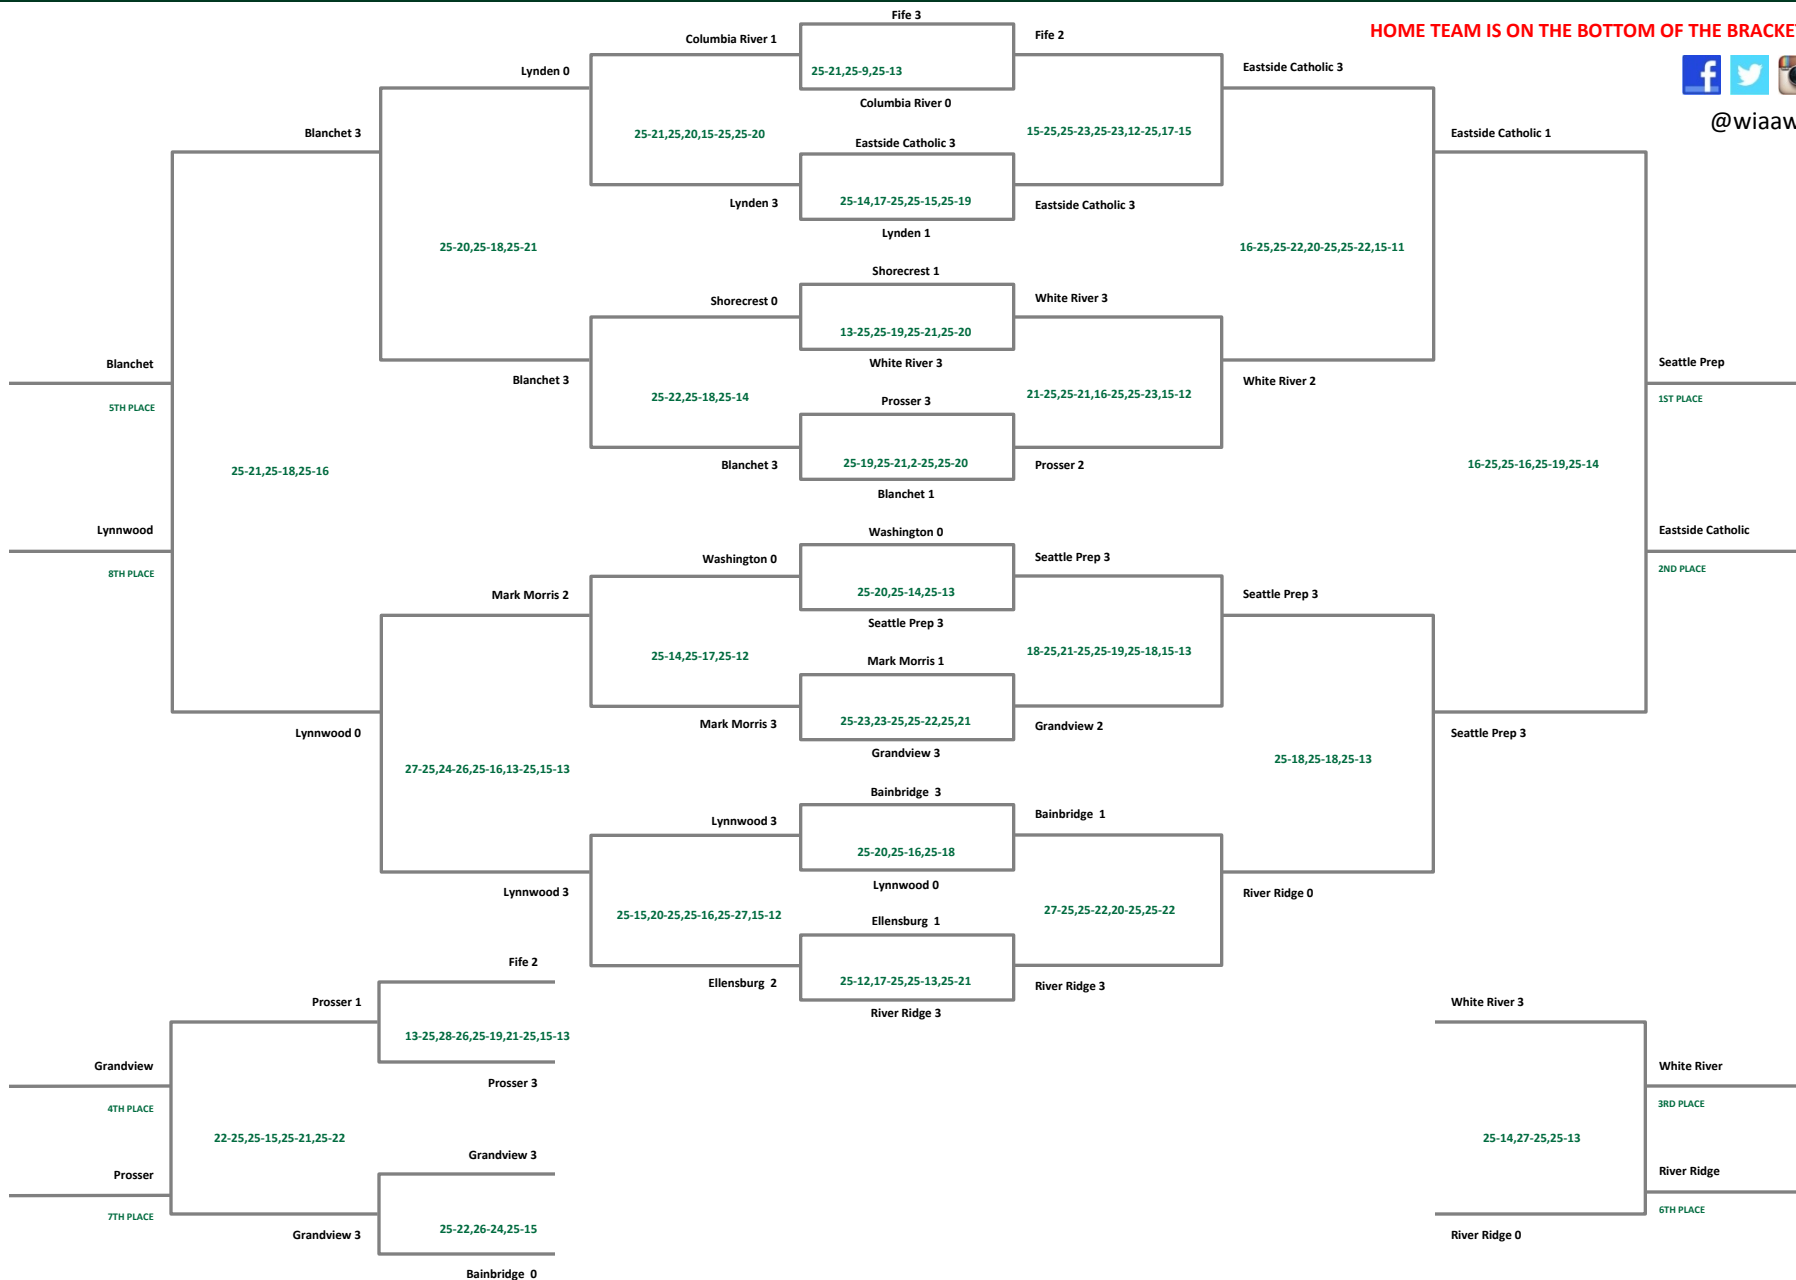 Fife 3
HOME TEAM IS ON THE BOTTOM OF THE BRACKET
Columbia River 1
Fife 2
Lynden 0
25-21,25-9,25-13
Eastside Catholic 3
Columbia River 0
@wiaaw
Blanchet 3
25-21,25,20,15-25,25-20
15-25,25-23,25-23,12-25,17-15
Eastside Catholic 1
Eastside Catholic 3
Lynden 3
25-14,17-25,25-15,25-19
Eastside Catholic 3
Lynden 1
25-20,25-18,25-21
16-25,25-22,20-25,25-22,15-11
Shorecrest 1
Shorecrest 0
White River 3
13-25,25-19,25-21,25-20
Blanchet
White River 3
Seattle Prep
Blanchet 3
White River 2
25-22,25-18,25-14
21-25,25-21,16-25,25-23,15-12
Prosser 3
5TH PLACE
1ST PLACE
Blanchet 3
25-19,25-21,2-25,25-20
Prosser 2
25-21,25-18,25-16
16-25,25-16,25-19,25-14
Blanchet 1
Lynnwood
Washington 0
Eastside Catholic
Washington 0
Seattle Prep 3
8TH PLACE
2ND PLACE
Mark Morris 2
25-20,25-14,25-13
Seattle Prep 3
Seattle Prep 3
25-14,25-17,25-12
18-25,21-25,25-19,25-18,15-13
Mark Morris 1
Mark Morris 3
25-23,23-25,25-22,25,21
Grandview 2
Lynnwood 0
Seattle Prep 3
Grandview 3
27-25,24-26,25-16,13-25,15-13
25-18,25-18,25-13
Bainbridge  3
Lynnwood 3
Bainbridge  1
25-20,25-16,25-18
Lynnwood 3
Lynnwood 0
River Ridge 0
25-15,20-25,25-16,25-27,15-12
27-25,25-22,20-25,25-22
Ellensburg  1
Fife 2
Ellensburg  2
25-12,17-25,25-13,25-21
River Ridge 3
Prosser 1
River Ridge 3
White River 3
13-25,28-26,25-19,21-25,15-13
Grandview
White River
Prosser 3
4TH PLACE
3RD PLACE
22-25,25-15,25-21,25-22
25-14,27-25,25-13
Grandview 3
Prosser
River Ridge
7TH PLACE
6TH PLACE
Grandview 3
25-22,26-24,25-15
River Ridge 0
Bainbridge  0